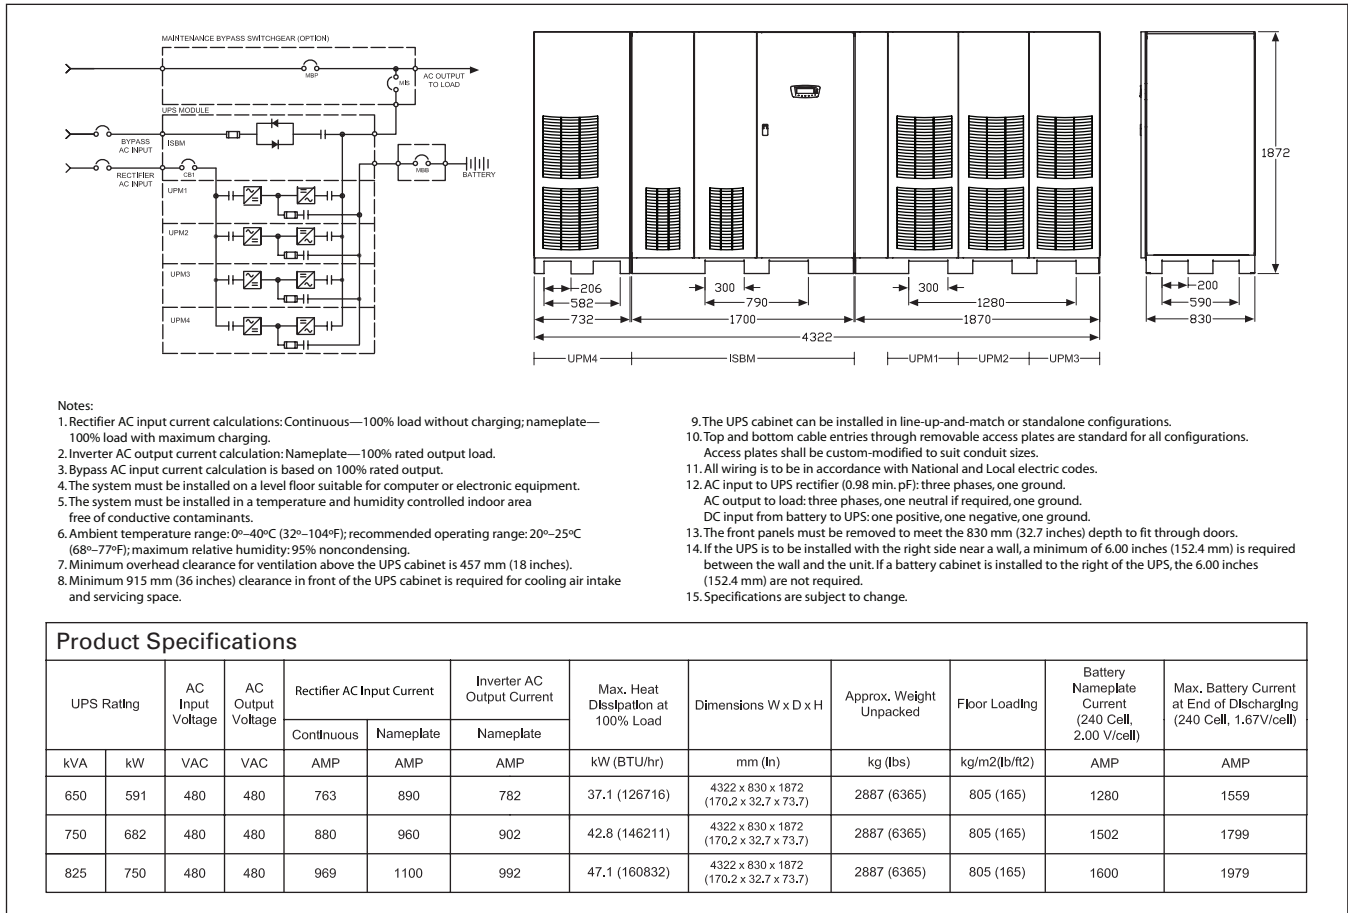 MAINTENANCE BYPASS SWITCHGEAR (OPTION)
MBP
MIS
AC OUTPUT
TO LOAD
UPS MODULE
ISBM
BYPASS
AC INPUT
RECTIFIER
AC INPUT
CB1
MBB
BATTERY
UPM1
UPM2
UPM3
UPM4
206
582
732
300
790
1700
300
1280
1870
4322
UPM4
ISBM
UPM1
UPM2
UPM3
1872
200
590
830
Notes:
1. Rectifier AC input current calculations: Continuous—100% load without charging; nameplate—
100% load with maximum charging.
2. Inverter AC output current calculation: Nameplate—100% rated output load.
3. Bypass AC input current calculation is based on 100% rated output.
4. The system must be installed on a level floor suitable for computer or electronic equipment.
5. The system must be installed in a temperature and humidity controlled indoor area
free of conductive contaminants.
6. Ambient temperature range: 0º–40ºC (32º–104ºF); recommended operating range: 20º–25ºC
(68º–77ºF); maximum relative humidity: 95% noncondensing.
7. Minimum overhead clearance for ventilation above the UPS cabinet is 457 mm (18 inches).
8. Minimum 915 mm (36 inches) clearance in front of the UPS cabinet is required for cooling air intake
and servicing space.
9. The UPS cabinet can be installed in line-up-and-match or standalone configurations.
10. Top and bottom cable entries through removable access plates are standard for all configurations.
Access plates shall be custom-modified to suit conduit sizes.
11. All wiring is to be in accordance with National and Local electric codes.
12. AC input to UPS rectifier (0.98 min. pF): three phases, one ground.
AC output to load: three phases, one neutral if required, one ground.
DC input from battery to UPS: one positive, one negative, one ground.
13. The front panels must be removed to meet the 830 mm (32.7 inches) depth to fit through doors.
14. If the UPS is to be installed with the right side near a wall, a minimum of 6.00 inches (152.4 mm) is required
between the wall and the unit. If a battery cabinet is installed to the right of the UPS, the 6.00 inches
(152.4 mm) are not required.
15. Specifications are subject to change.
Product Specifications
UPS Rating
AC
Input
Voltage
AC
Output
Voltage
Rectifier AC Input Current
Continuous
Nameplate
Inverter AC
Output Current
Nameplate
Max. Heat
Dissipation at
100% Load
Dimensions W x D x H
Approx. Weight
Unpacked
Floor Loading
Battery
Nameplate
Current
(240 Cell,
2.00 V/cell)
Max. Battery Current
at End of Discharging
(240 Cell, 1.67V/cell)
kVA kW VAC VAC AMP AMP AMP kW (BTU/hr) mm (In) kg (lbs) kg/m2(lb/ft2) AMP AMP
650 591 480 480 763 890 782 37.1 (126716) 4322 x 830 x 1872 (170.2 x 32.7 x 73.7) 2887 (6365) 805 (165) 1280 1559
750 682 480 480 880 960 902 42.8 (146211) 4322 x 830 x 1872 (170.2 x 32.7 x 73.7) 2887 (6365) 805 (165) 1502 1799
825 750 480 480 969 1100 992 47.1 (160832) 4322 x 830 x 1872 (170.2 x 32.7 x 73.7) 2887 (6365) 805 (165) 1600 1979